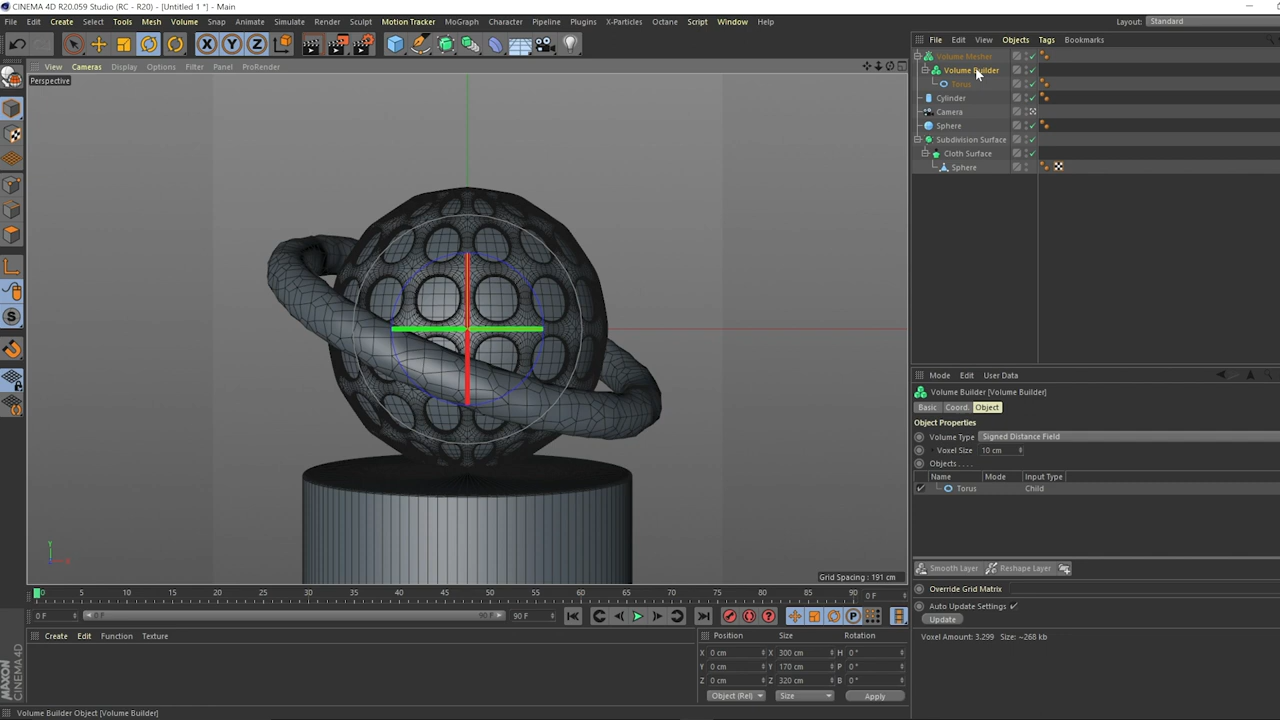 CINEMA 4D R20.059 Studio (RC - R20) - [Untitled 1 *] - Main
File Edit Create Select Tools Mesh Volume Snap Animate Simulate Render Sculpt Motion Tracker MoGraph Character Pipeline Plugins X-Particles Octane Script Window Help Layout: Standard
X Y Z
File Edit View Objects Tags Bookmarks
View Cameras Display Options Filter Panel ProRender
Perspective
Volume Mesher
Volume Builder
Torus
Cylinder
Camera
Sphere
Subdivision Surface
Cloth Surface
Sphere
Mode Edit User Data
Volume Builder [Volume Builder]
Basic Coord. Object
Object Properties
Volume Type Signed Distance Field
Voxel Size 10 cm
Objects . . . .
Name Mode Input Type
Torus Child
Smooth Layer Reshape Layer
Override Grid Matrix
Auto Update Settings
Update
Voxel Amount: 3.299 Size: ~268 kb
Y
X
Grid Spacing : 191 cm
0 5 10 15 20 25 30 35 40 45 50 55 60 65 70 75 80 85 90 0 F
0 F 0 F 90 F 90 F
Create Edit Function Texture
Position Size Rotation
X 0 cm X 300 cm H 0 °
Y 0 cm Y 170 cm P 0 °
Z 0 cm Z 320 cm B 0 °
Object (Rel) Size Apply
MAXON CINEMA 4D
Volume Builder Object [Volume Builder]